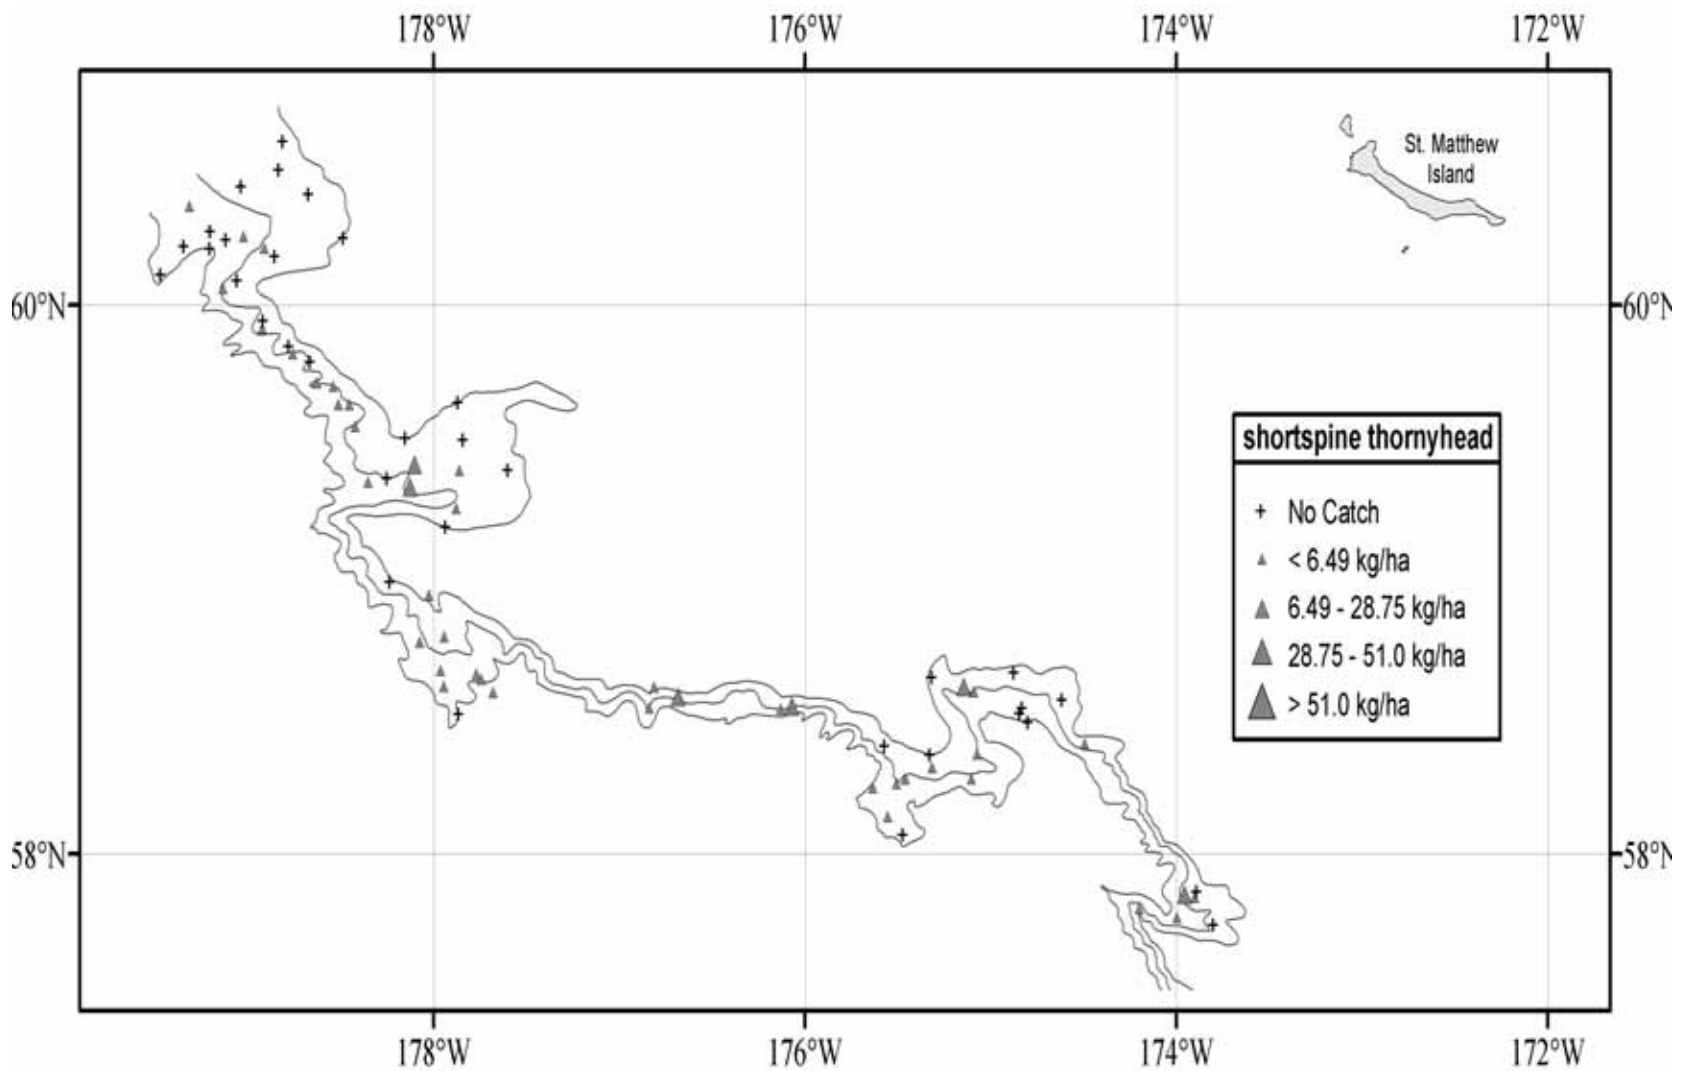 178°W 176°W 174°W 172°W
St. Matthew
Island
60°N 60°N
shortspine thornyhead
No Catch
< 6.49 kg/ha
6.49 - 28.75 kg/ha
28.75 - 51.0 kg/ha
> 51.0 kg/ha
58°N 58°N
178°W 176°W 174°W 172°W